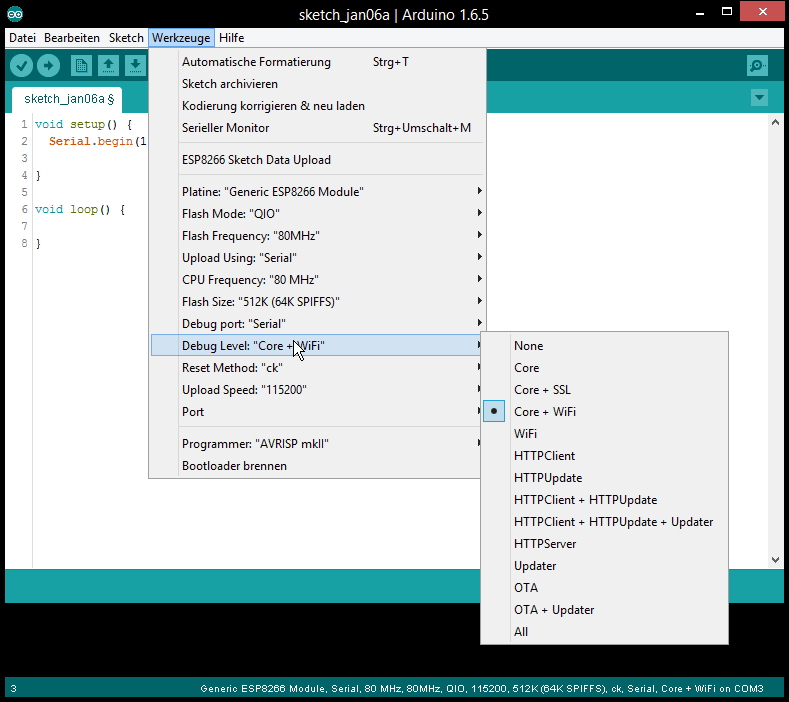 sketch_jan06a | Arduino 1.6.5
Datei Bearbeiten Sketch Werkzeuge Hilfe
sketch_jan06a §
1 void setup() {
2 Serial.begin(1
3
4 }
5
6 void loop() {
7
8 }
Automatische Formatierung Strg+T
Sketch archivieren
Kodierung korrigieren & neu laden
Serieller Monitor Strg+Umschalt+M
ESP8266 Sketch Data Upload
Platine: "Generic ESP8266 Module"
Flash Mode: "QIO"
Flash Frequency: "80MHz"
Upload Using: "Serial"
CPU Frequency: "80 MHz"
Flash Size: "512K (64K SPIFFS)"
Debug port: "Serial"
Debug Level: "Core + WiFi"
Reset Method: "ck"
Upload Speed: "115200"
Port
Programmer: "AVRISP mkII"
Bootloader brennen
None
Core
Core + SSL
Core + WiFi
WiFi
HTTPClient
HTTPUpdate
HTTPClient + HTTPUpdate
HTTPClient + HTTPUpdate + Updater
HTTPServer
Updater
OTA
OTA + Updater
All
3 Generic ESP8266 Module, Serial, 80 MHz, 80MHz, QIO, 115200, 512K (64K SPIFFS), ck, Serial, Core + WiFi on COM3